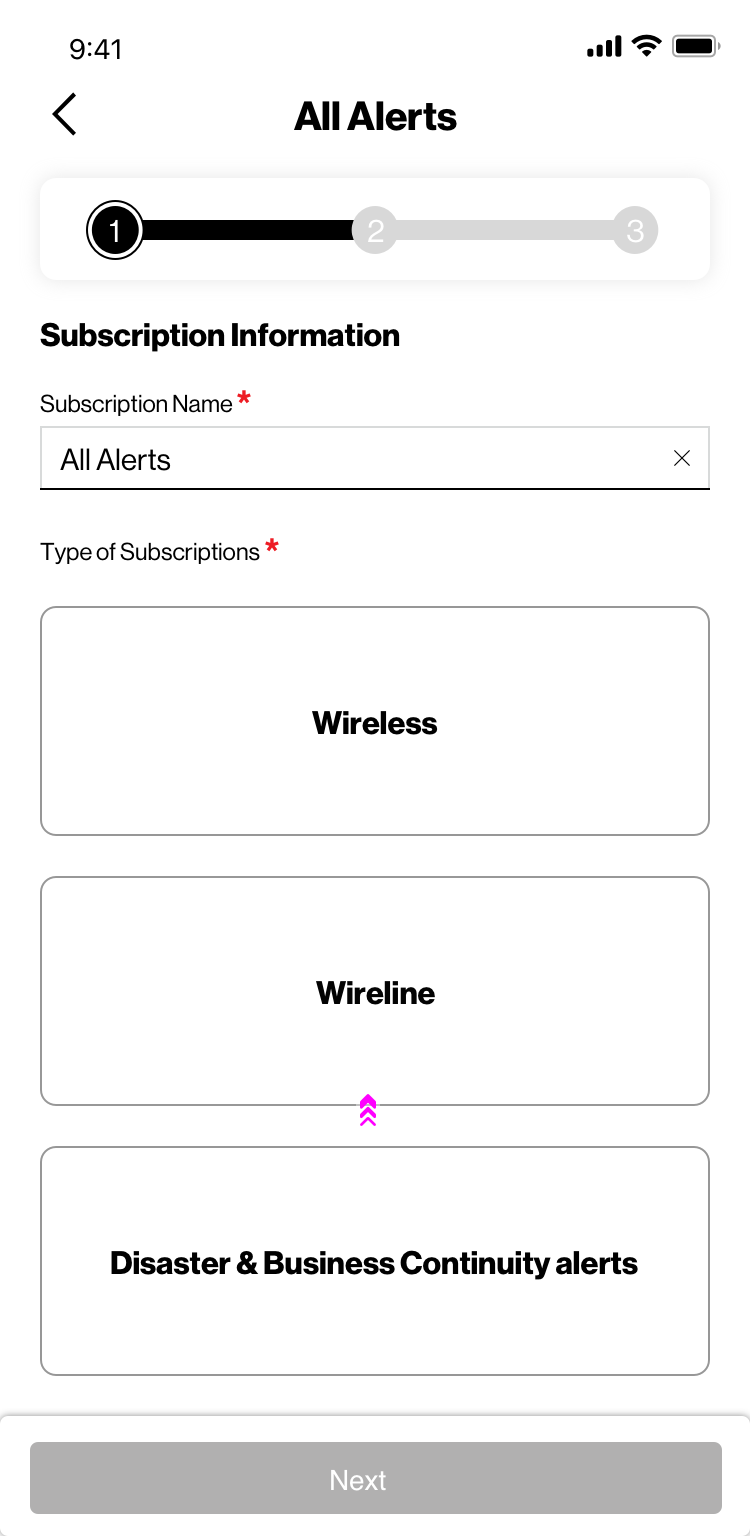 9:41
All Alerts
1 2 3
Subscription Information
Subscription Name *
All Alerts
Type of Subscriptions *
Wireless
Wireline
Disaster & Business Continuity alerts
Next